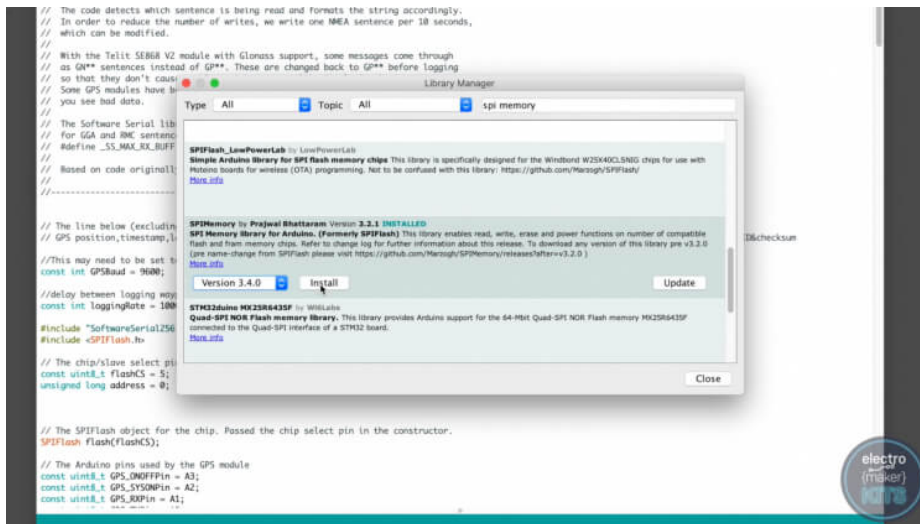 // The code detects which sentence is being read and formats the string accordingly.
// In order to reduce the number of writes, we write one NMEA sentence per 10 seconds,
// which can be modified.
//
// With the Telit SE868 V2 module with Glonass support, some messages come through
// as GN** sentences instead of GP**. These are changed back to GP** before logging
// so that they don't caus
// Some GPS modules have b
// you see bad data.
//
// The Software Serial lib
// for GGA and RMC sentenc
// #define _SS_MAX_RX_BUFF
//
// Based on code originall
//
//
// The line below (excludin
// GPS position,timestamp,l
D&checksum
//This may need to be set t
const int GPSBaud = 9600;
//delay between logging way
const int loggingRate = 100
#include "SoftwareSerial256
#include <SPIFlash.h>
// The chip/slave select pi
const uint8_t flashCS = 5;
unsigned long address = 0;
// The SPIFlash object for the chip. Passed the chip select pin in the constructor.
SPIFlash flash(flashCS);
// The Arduino pins used by the GPS module
const uint8_t GPS_ONOFFPin = A3;
const uint8_t GPS_SYSONPin = A2;
const uint8_t GPS_RXPin = A1;
Library Manager
Type All Topic All spi memory
SPIFlash_LowPowerLab by LowPowerLab
Simple Arduino library for SPI flash memory chips This library is specifically designed for the Windbond W25X40CLSNIG chips for use with
Moteino boards for wireless (OTA) programming. Not to be confused with this library: https://github.com/Marzogh/SPIFlash/
More info
SPIMemory by Prajwal Bhattaram Version 3.2.1 INSTALLED
SPI Memory library for Arduino. (Formerly SPIFlash) This library enables read, write, erase and power functions on number of compatible
flash and fram memory chips. Refer to change log for further information about this release. To download any version of this library pre v3.2.0
(pre name-change from SPIFlash please visit https://github.com/Marzogh/SPIMemory/releases?after=v3.2.0 )
More info
Version 3.4.0 Install Update
STM32duino MX25R6435F by WI6Labs
Quad-SPI NOR Flash memory library. This library provides Arduino support for the 64-Mbit Quad-SPI NOR Flash memory MX25R6435F
connected to the Quad-SPI interface of a STM32 board.
More info
Close
electro
{maker}
KITS